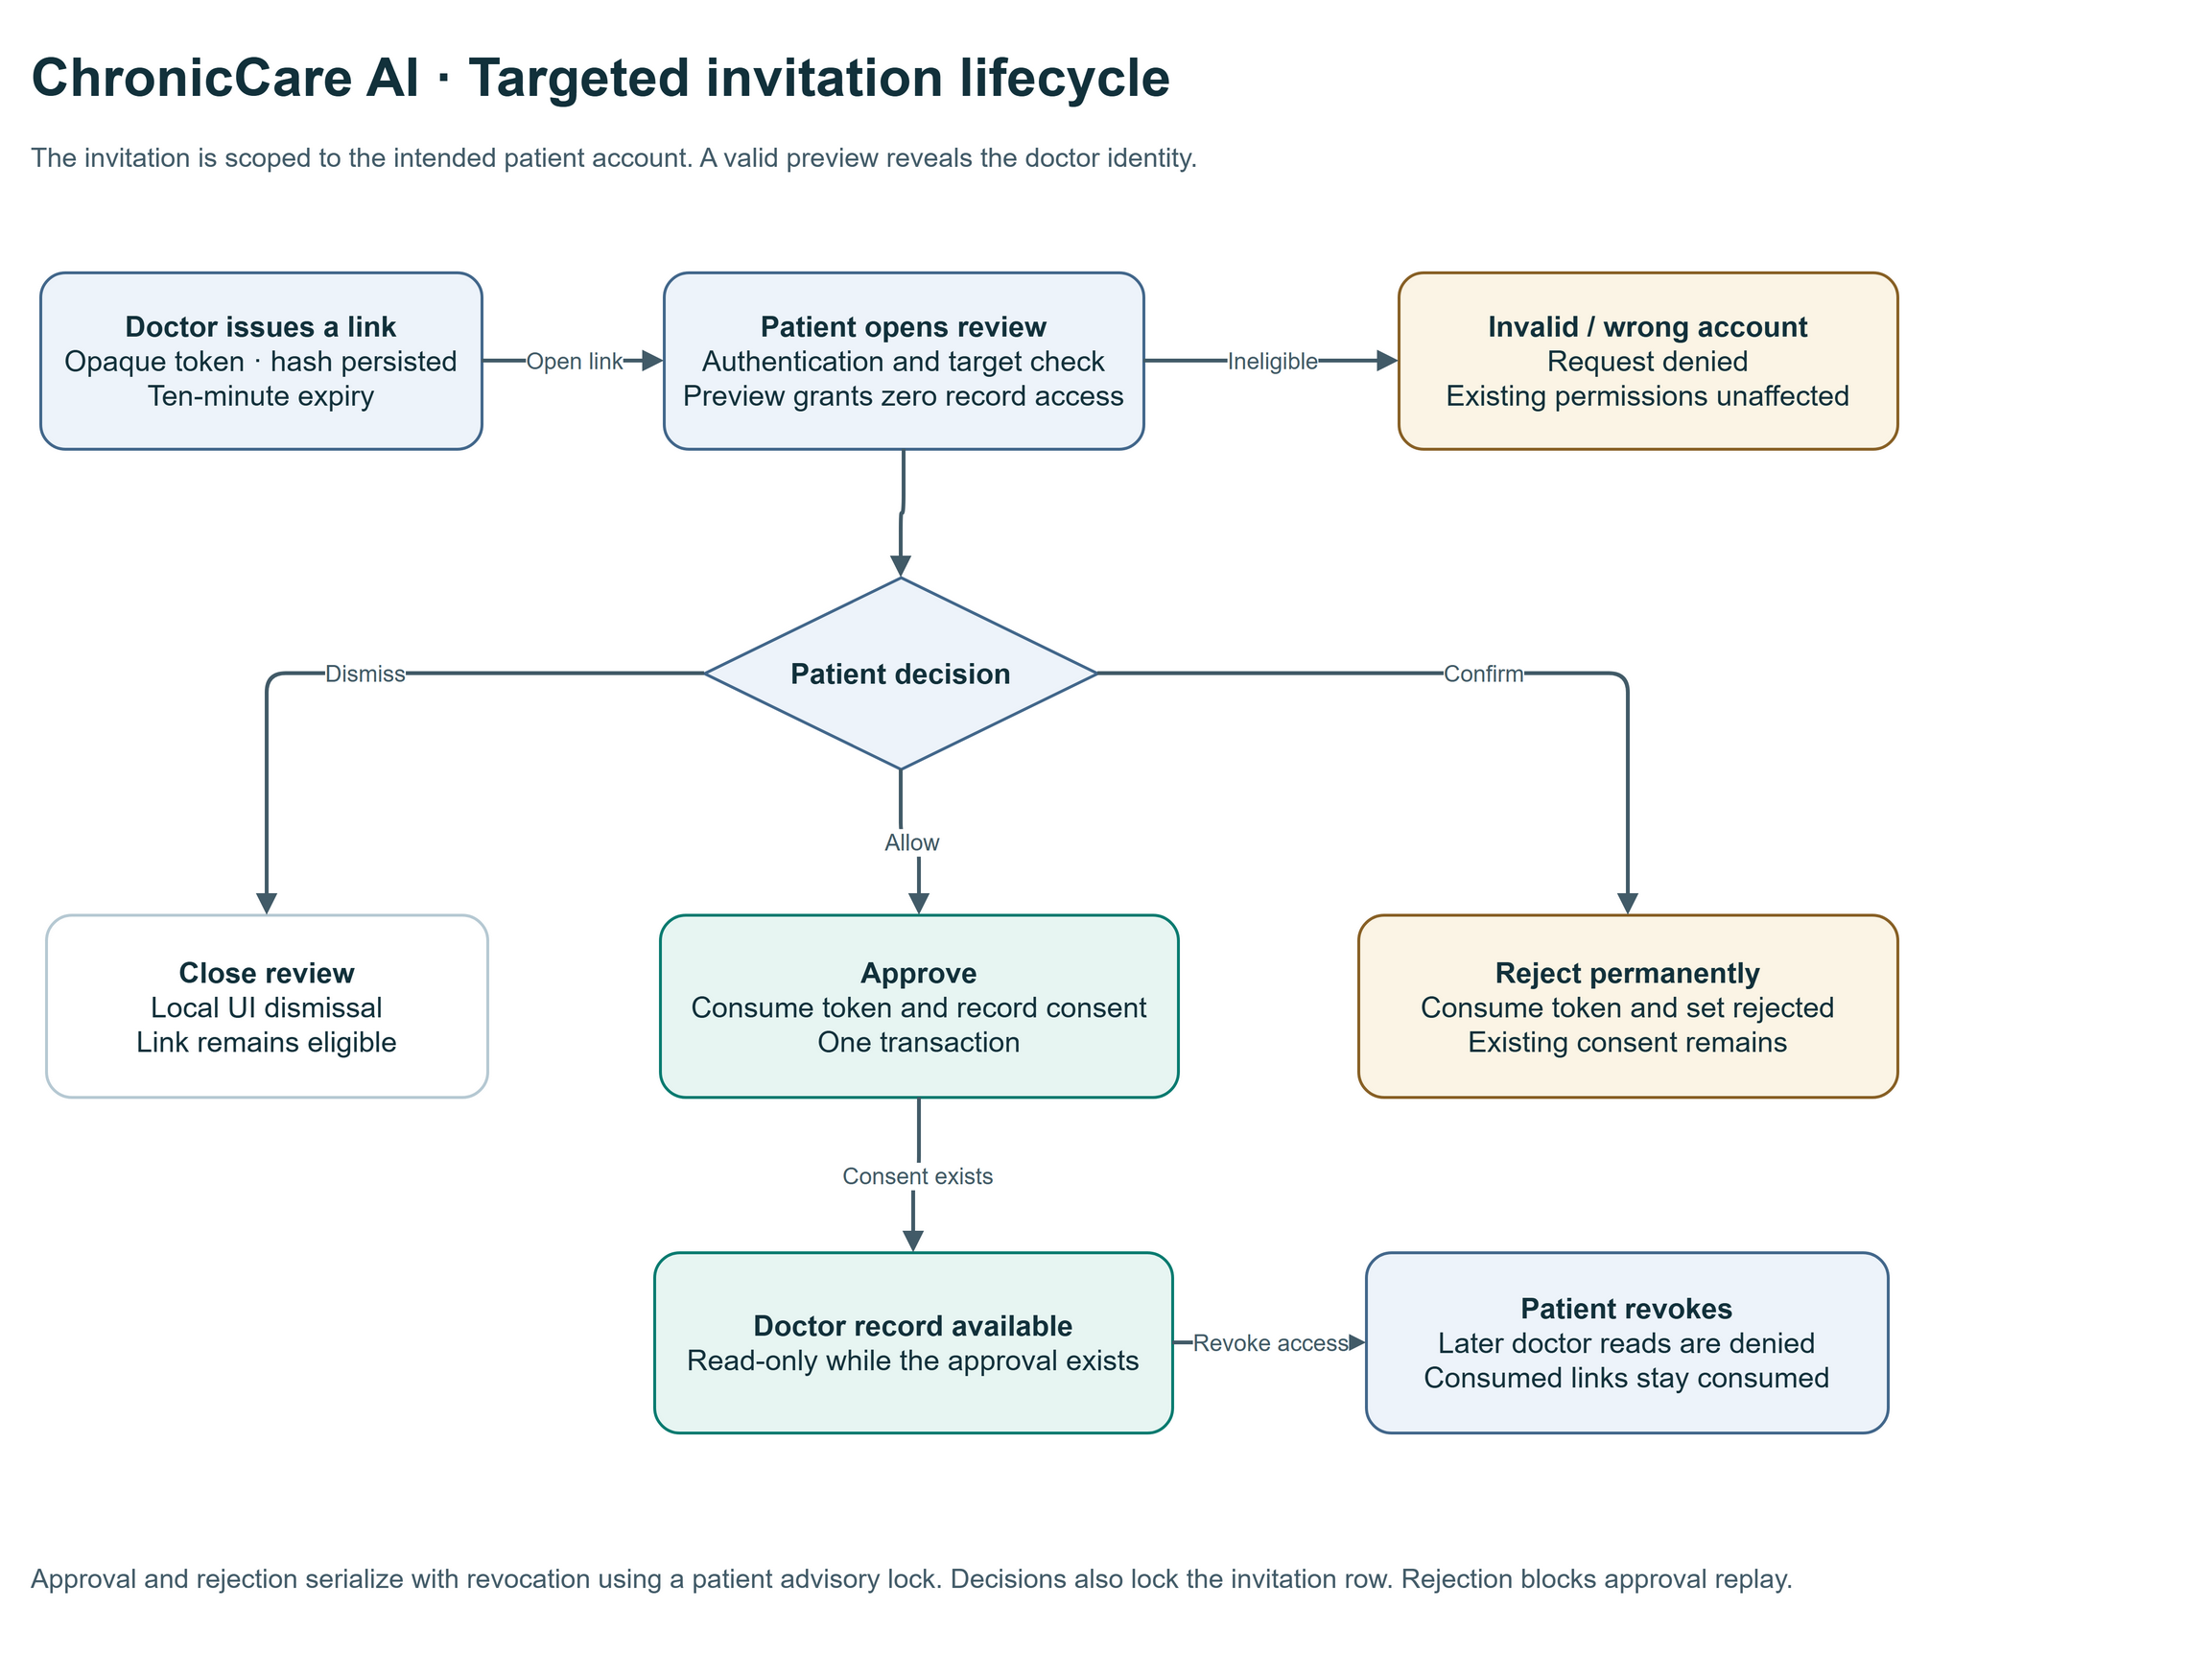 ChronicCare AI · Targeted invitation lifecycle
The invitation is scoped to the intended patient account. A valid preview reveals the doctor identity.
Doctor issues a link
Opaque token · hash persisted
Ten-minute expiry
Open link
Patient opens review
Authentication and target check
Preview grants zero record access
Ineligible
Invalid / wrong account
Request denied
Existing permissions unaffected
Patient decision
Dismiss
Confirm
Allow
Close review
Local UI dismissal
Link remains eligible
Approve
Consume token and record consent
One transaction
Reject permanently
Consume token and set rejected
Existing consent remains
Consent exists
Doctor record available
Read-only while the approval exists
Revoke access
Patient revokes
Later doctor reads are denied
Consumed links stay consumed
Approval and rejection serialize with revocation using a patient advisory lock. Decisions also lock the invitation row. Rejection blocks approval replay.